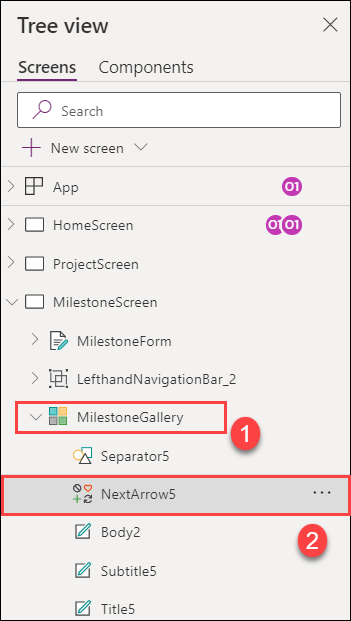 Tree view
Screens Components
Search
New screen
App O1
HomeScreen O1 O1
ProjectScreen
MilestoneScreen
MilestoneForm
LefthandNavigationBar_2
MilestoneGallery
1
Separator5
NextArrow5 ...
2
Body2
Subtitle5
Title5